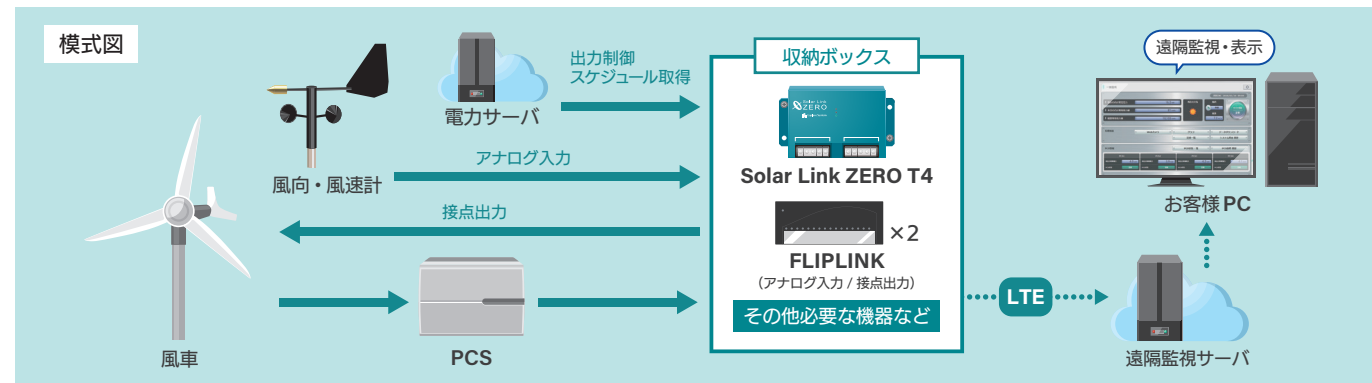 模式図
風向・風速計
電力サーバ
出力制御
スケジュール取得
アナログ入力
接点出力
風車
PCS
収納ボックス
Solar Link
ZERO
Solar Link ZERO T4
×2
FLIPLINK
(アナログ入力 / 接点出力)
その他必要な機器など
LTE
遠隔監視・表示
お客様PC
遠隔監視サーバ